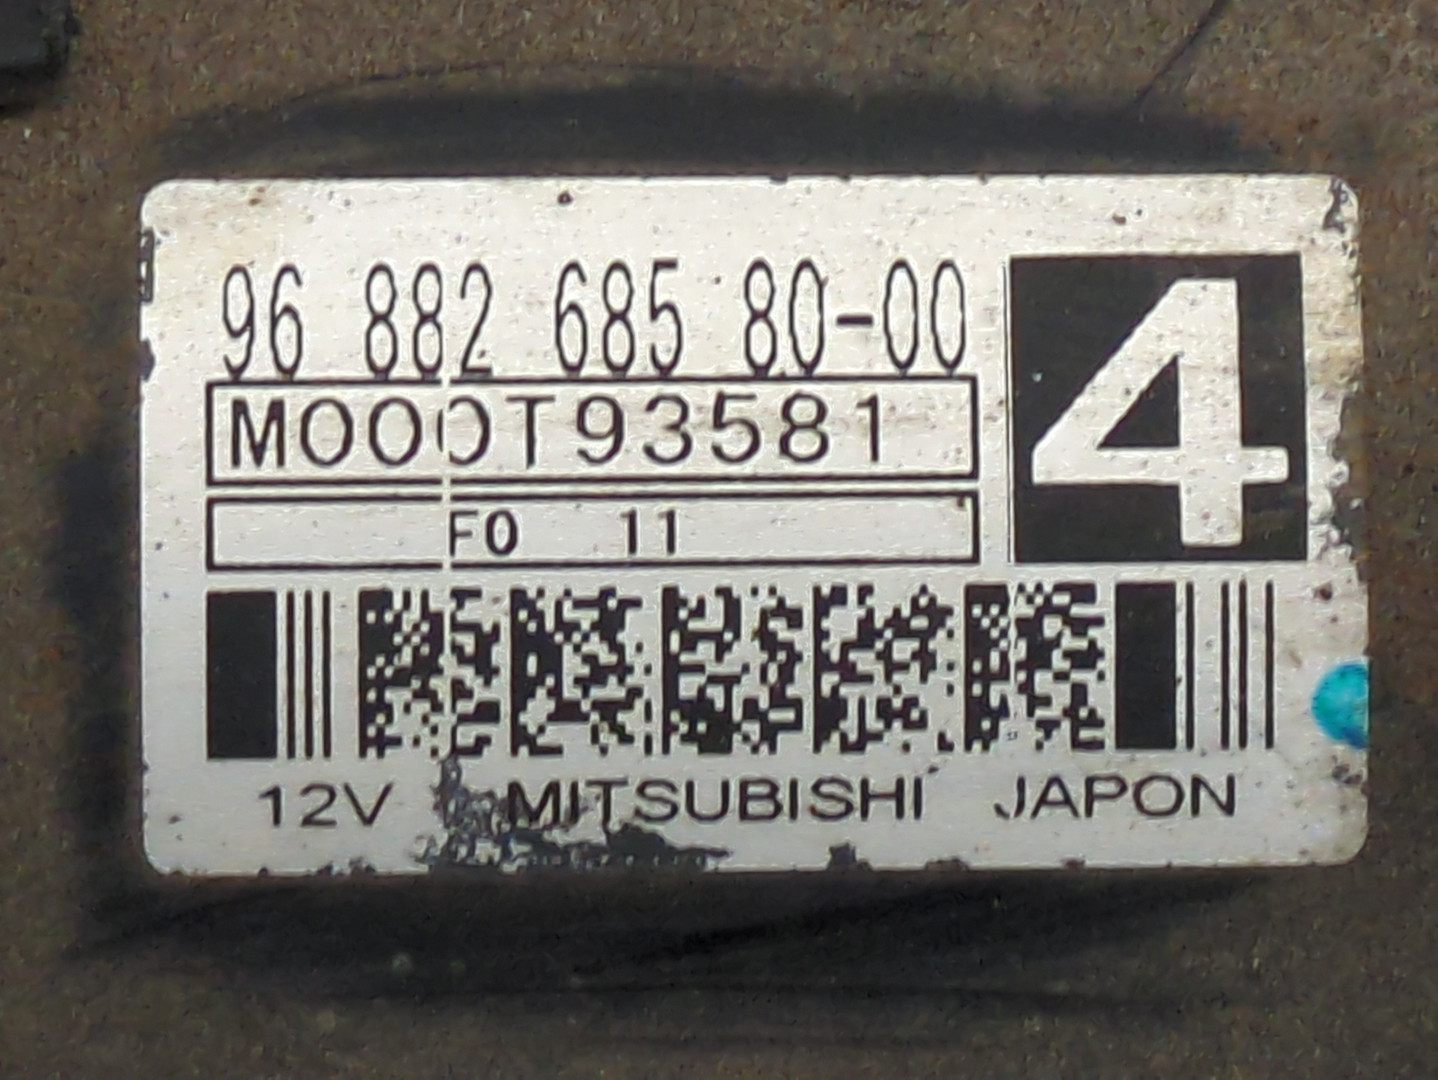 96 882 685 80-00
4
M000T93581
F0 11
12V MITSUBISHI JAPON